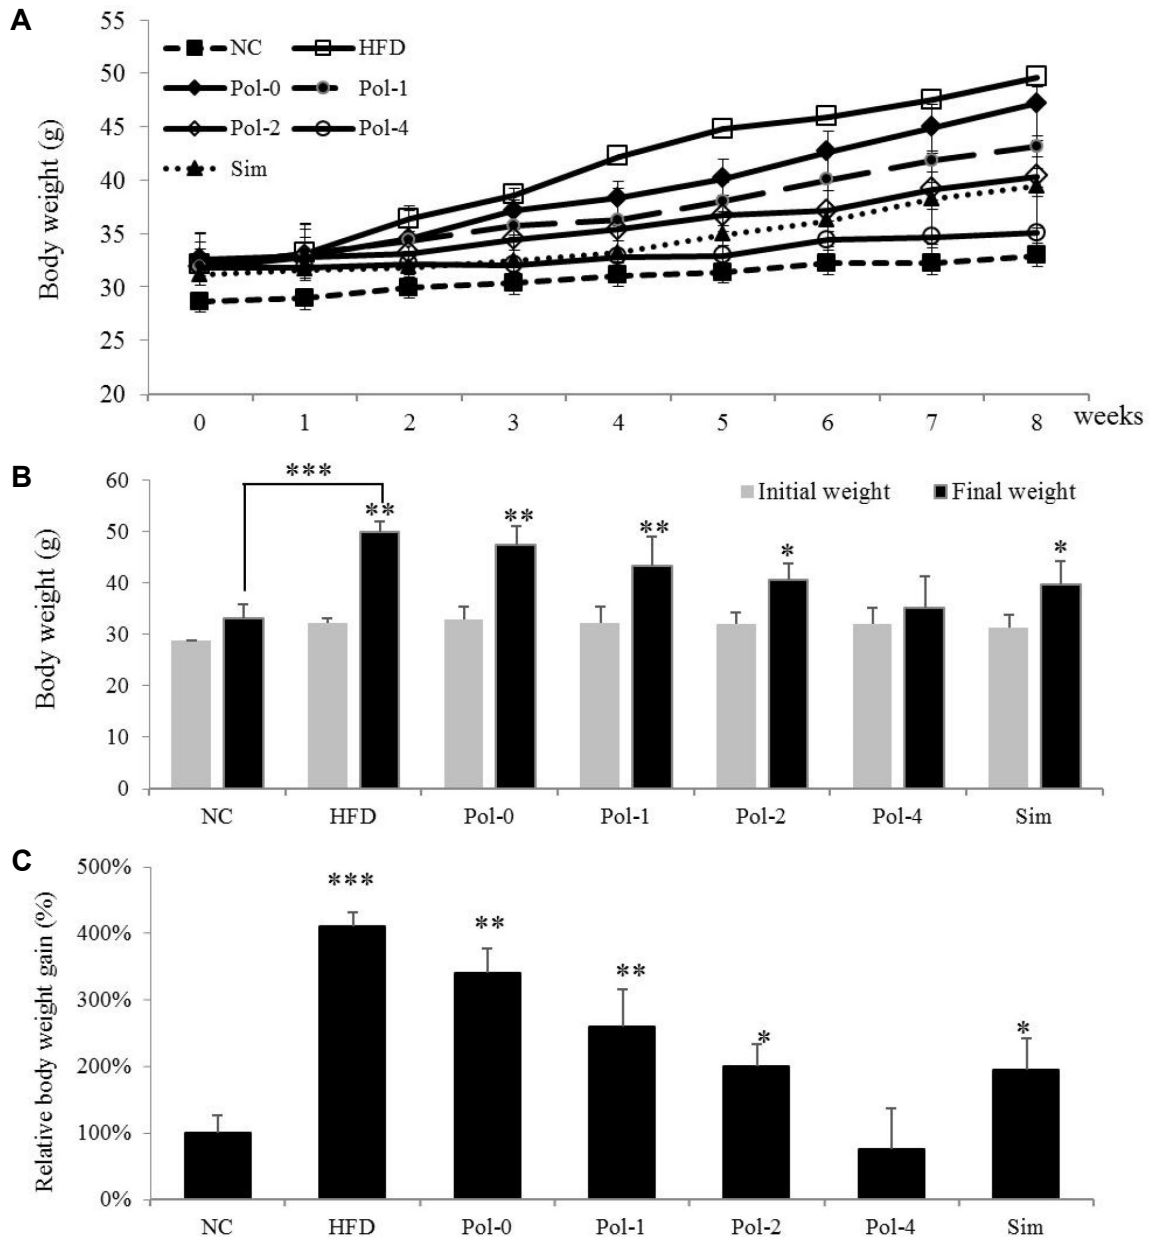 A
Body weight (g)
55
50
45
40
35
30
25
20
NC HFD
Pol-0 Pol-1
Pol-2 Pol-4
Sim
0 1 2 3 4 5 6 7 8 weeks
B
Body weight (g)
60
50
40
30
20
10
0
Initial weight Final weight
***
** ** ** * *
NC HFD Pol-0 Pol-1 Pol-2 Pol-4 Sim
C
Relative body weight gain (%)
500%
400%
300%
200%
100%
0%
*** ** ** * *
NC HFD Pol-0 Pol-1 Pol-2 Pol-4 Sim